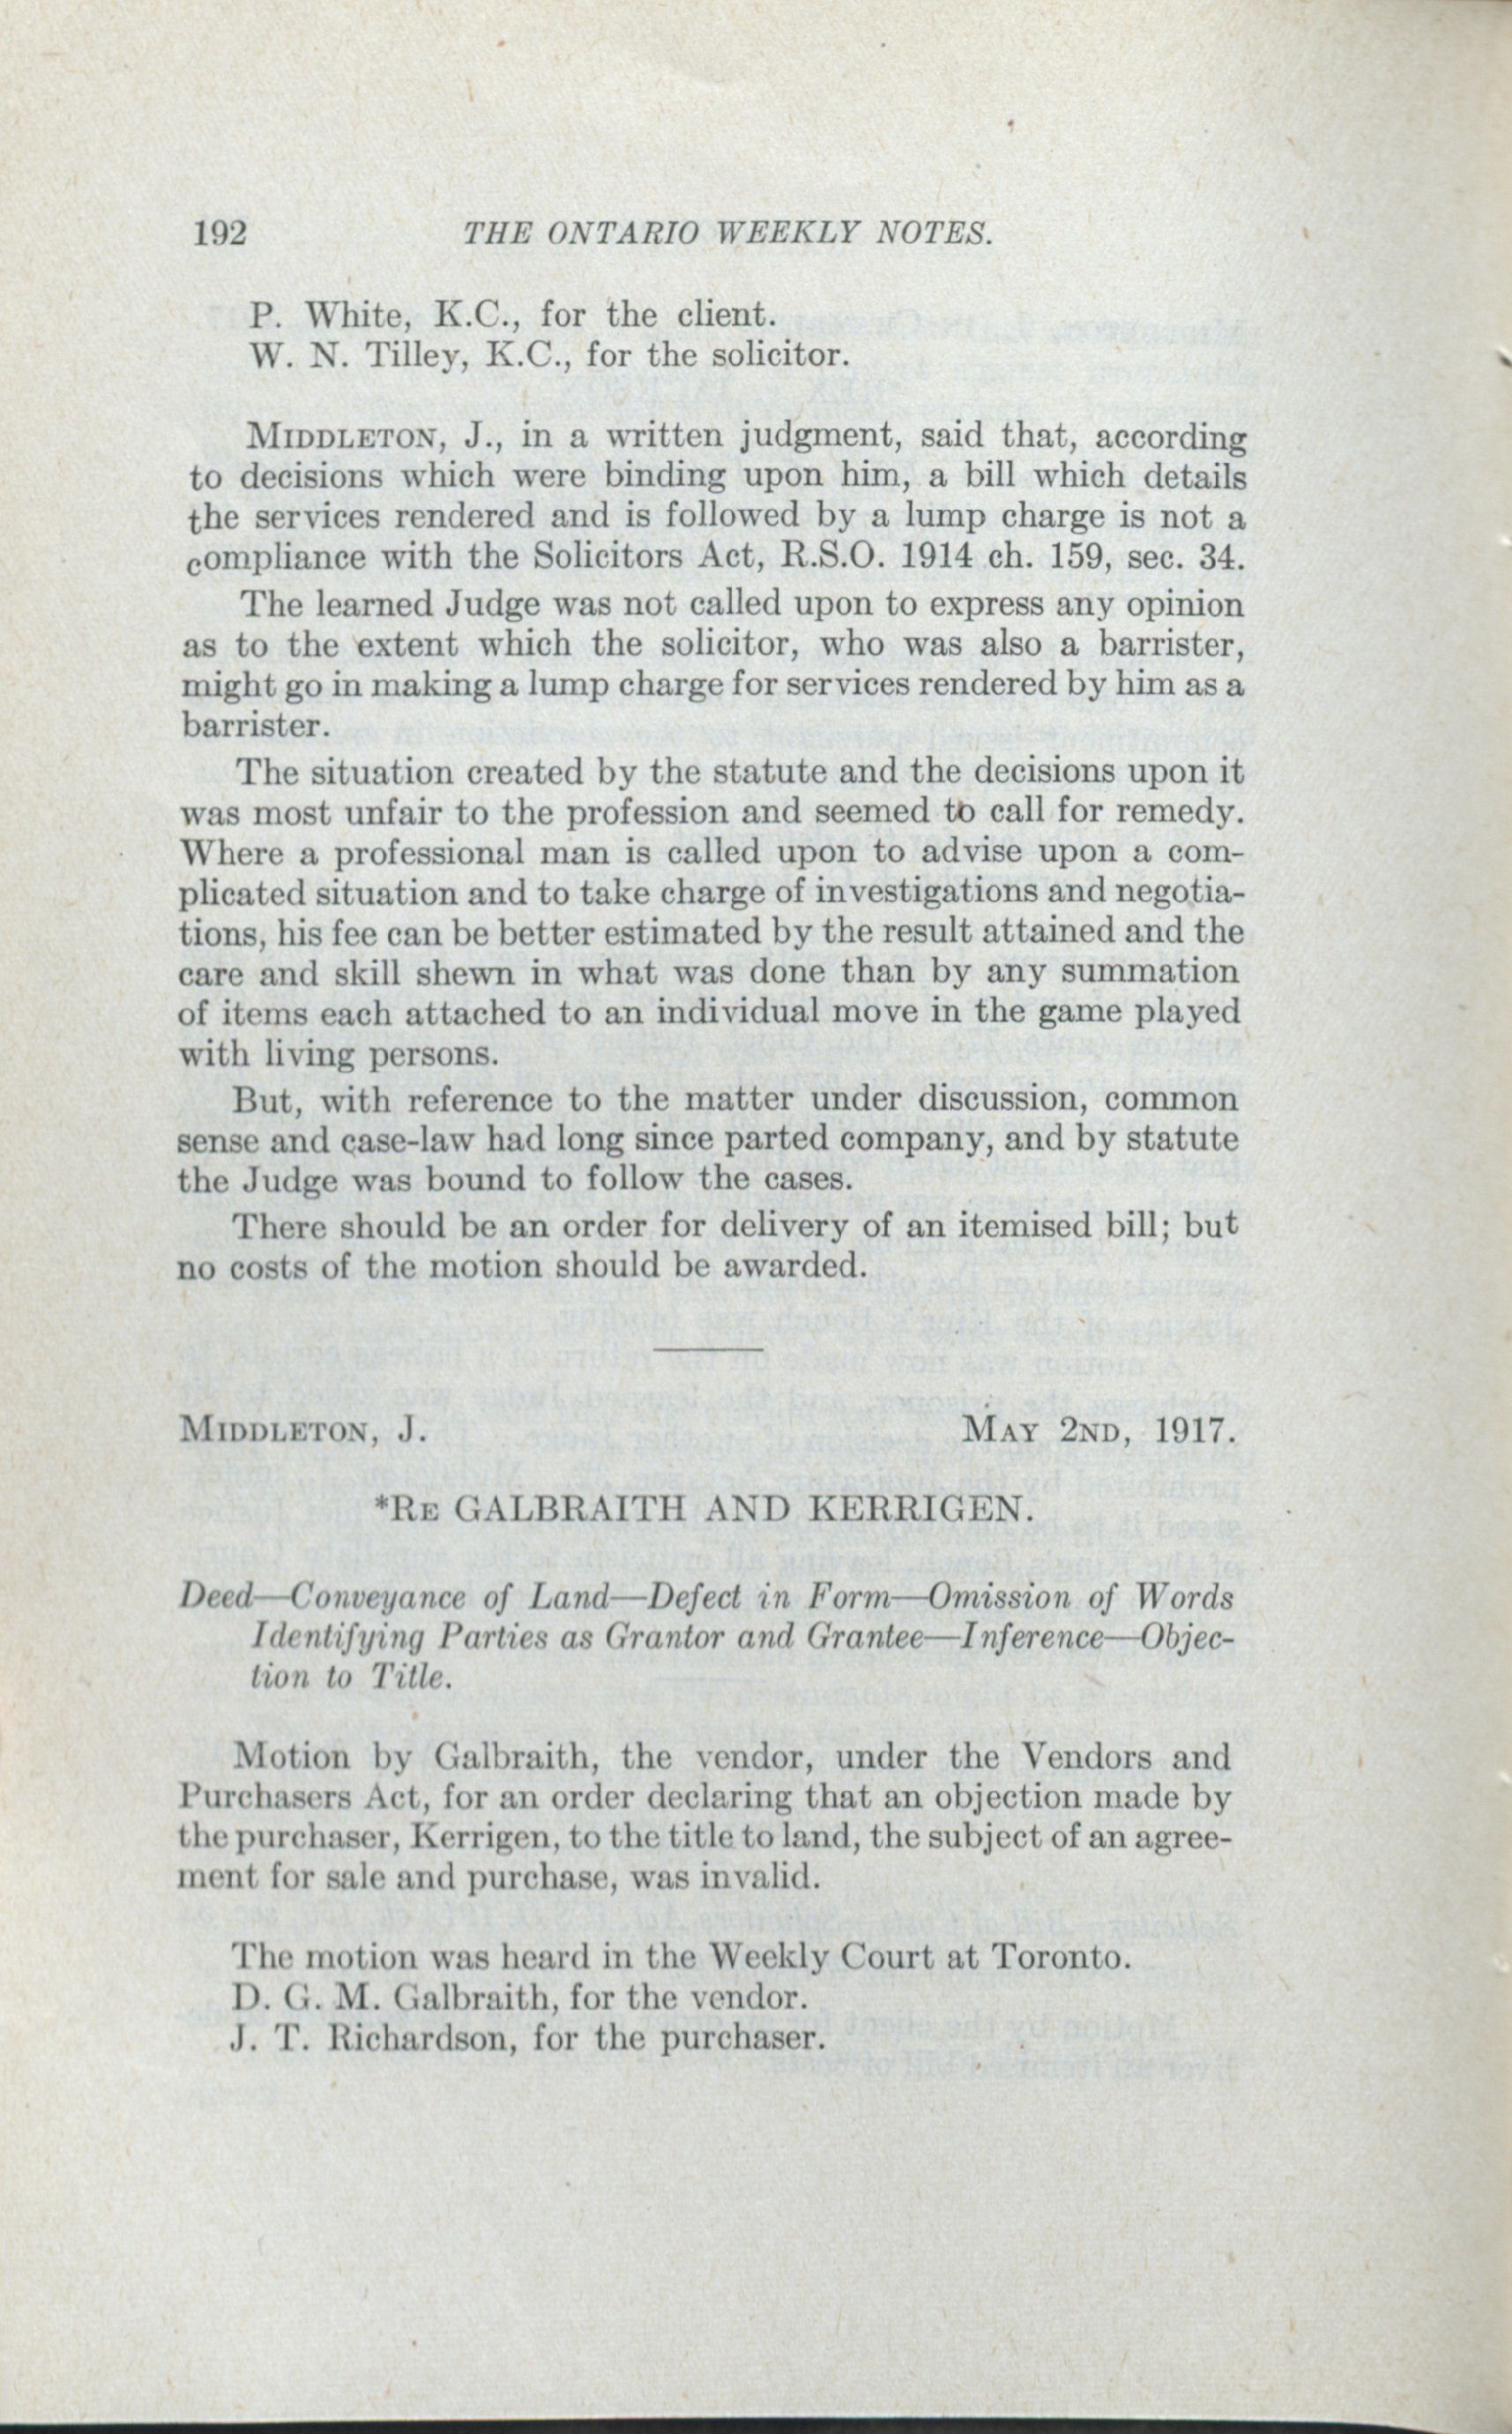 192 THE ONTARIO WEEKLY NOTES.
P. White, K.C., for the client.
W. N. Tilley, K.C., for the solicitor.
MIDDLETON, J., in a written judgment, said that, according
to decisions which were binding upon him, a bill which details
the services rendered and is followed by a lump charge is not a
compliance with the Solicitors Act, R.S.O. 1914 ch. 159, sec. 34.
The learned Judge was not called upon to express any opinion
as to the extent which the solicitor, who was also a barrister,
might go in making a lump charge for services rendered by him as a
barrister.
The situation created by the statute and the decisions upon it
was most unfair to the profession and seemed to call for remedy.
Where a professional man is called upon to advise upon a com-
plicated situation and to take charge of investigations and negotia-
tions, his fee can be better estimated by the result attained and the
care and skill shewn in what was done than by any summation
of items each attached to an individual move in the game played
with living persons.
But, with reference to the matter under discussion, common
sense and case-law had long since parted company, and by statute
the Judge was bound to follow the cases.
There should be an order for delivery of an itemised bill; but
no costs of the motion should be awarded.
MIDDLETON, J. MAY 2ND, 1917.
*RE GALBRAITH AND KERRIGEN.
Deed—Conveyance of Land—Defect in Form—Omission of Words
Identifying Parties as Grantor and Grantee—Inference—Objec-
tion to Title.
Motion by Galbraith, the vendor, under the Vendors and
Purchasers Act, for an order declaring that an objection made by
the purchaser, Kerrigen, to the title to land, the subject of an agree-
ment for sale and purchase, was invalid.
The motion was heard in the Weekly Court at Toronto.
D. G. M. Galbraith, for the vendor.
J. T. Richardson, for the purchaser.